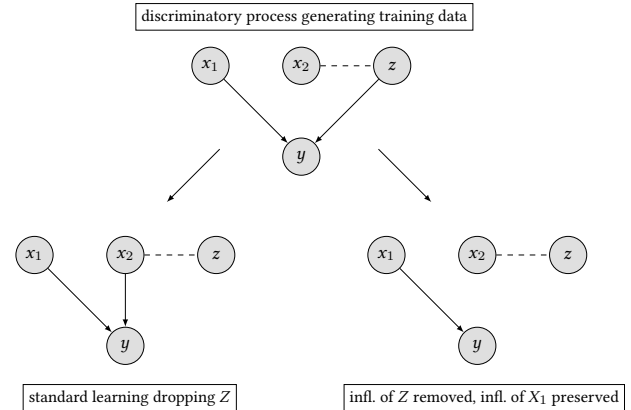 discriminatory process generating training data
x₁ x₂ z
y
x₁ x₂ z x₁ x₂ z
y y
standard learning dropping Z infl. of Z removed, infl. of X₁ preserved